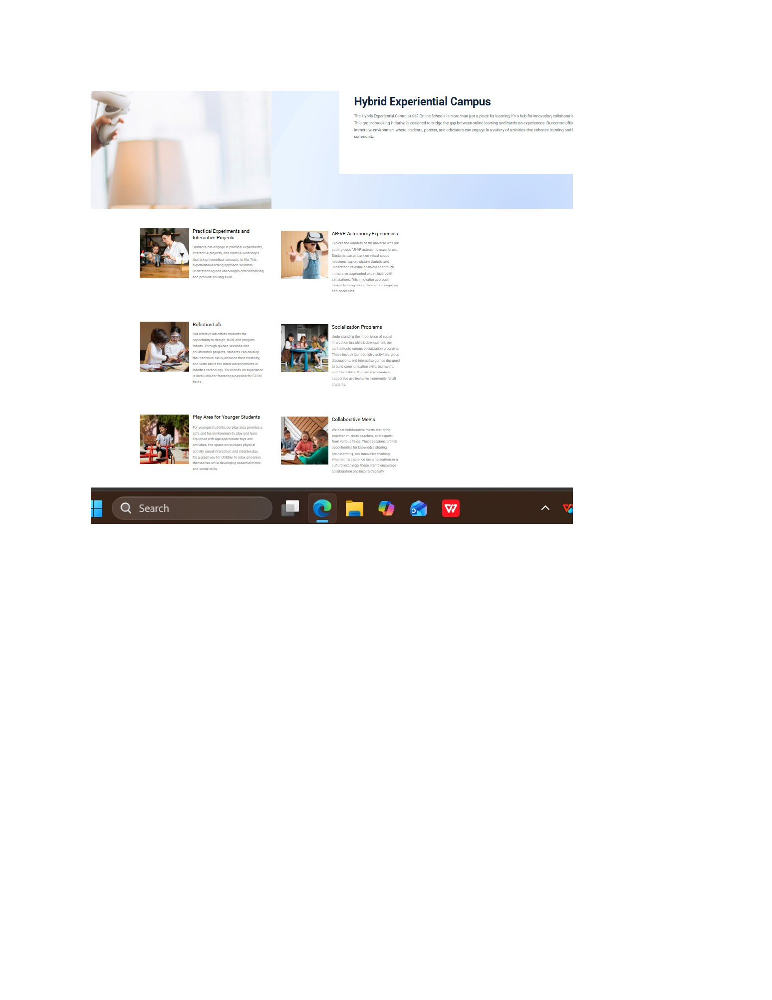 Hybrid Experiential Campus
The Hybrid Experiential Centre at K12 Online Schools is more than just a place for learning; it's a hub for innovation, collaboratio
This groundbreaking initiative is designed to bridge the gap between online learning and hands-on experiences. Our centre offe
immersive environment where students, parents, and educators can engage in a variety of activities that enhance learning and
community.
Practical Experiments and
Interactive Projects
Students can engage in practical experiments,
interactive projects, and creative workshops
that bring theoretical concepts to life. This
experiential learning approach solidifies
understanding and encourages critical thinking
and problem-solving skills.
AR-VR Astronomy Experiences
Explore the wonders of the universe with our
cutting-edge AR-VR astronomy experiences.
Students can embark on virtual space
missions, explore distant planets, and
understand celestial phenomena through
immersive augmented and virtual reality
simulations. This innovative approach
makes learning about the cosmos engaging
and accessible.
Robotics Lab
Our robotics lab offers students the
opportunity to design, build, and program
robots. Through guided sessions and
collaborative projects, students can develop
their technical skills, enhance their creativity,
and learn about the latest advancements in
robotics technology. This hands-on experience
is invaluable for fostering a passion for STEM
fields.
Socialization Programs
Understanding the importance of social
interaction in a child's development, our
centre hosts various socialization programs.
These include team-building activities, group
discussions, and interactive games designed
to build communication skills, teamwork,
and friendships. Our aim is to create a
supportive and inclusive community for all
students.
Play Area for Younger Students
For younger students, our play area provides a
safe and fun environment to play and learn.
Equipped with age-appropriate toys and
activities, this space encourages physical
activity, social interaction, and creative play.
It's a great way for children to relax and enjoy
themselves while developing essential motor
and social skills.
Collaborative Meets
We host collaborative meets that bring
together students, teachers, and experts
from various fields. These sessions provide
opportunities for knowledge sharing,
brainstorming, and innovative thinking.
Whether it's a science fair, a hackathon, or a
cultural exchange, these events encourage
collaboration and inspire creativity.
Search